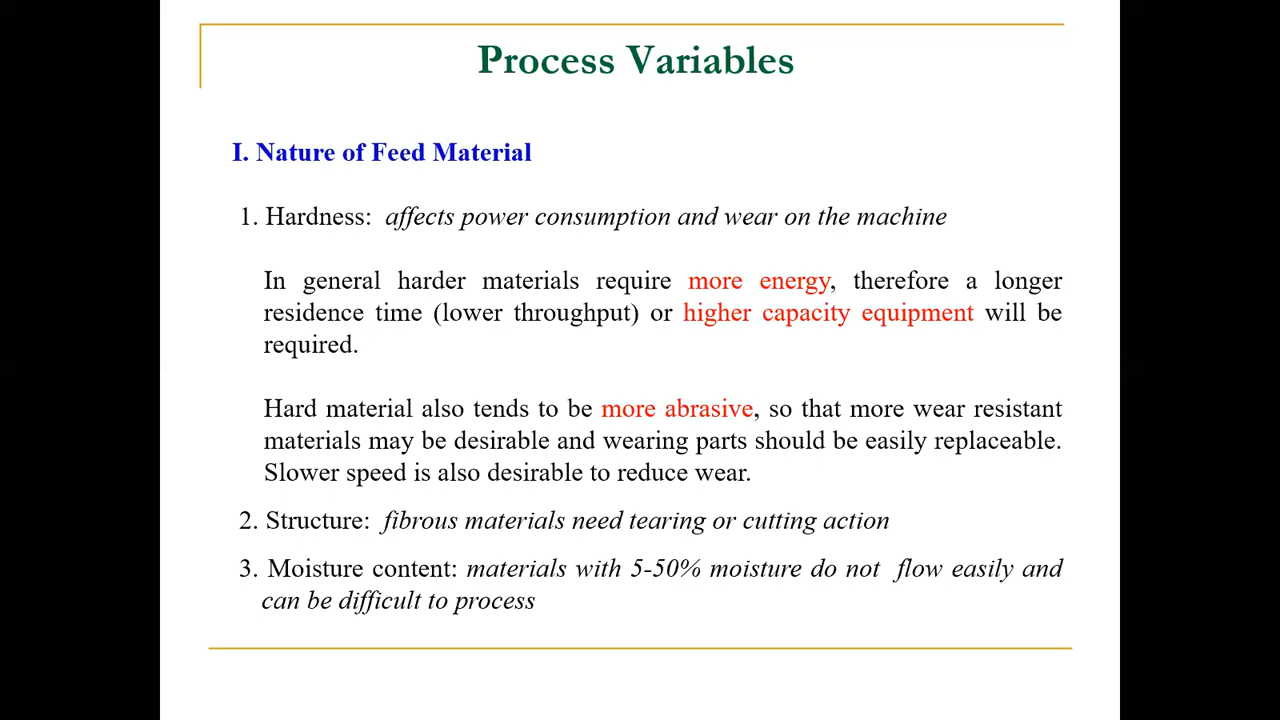 Process Variables
I. Nature of Feed Material
1. Hardness: affects power consumption and wear on the machine
In general harder materials require more energy, therefore a longer
residence time (lower throughput) or higher capacity equipment will be
required.
Hard material also tends to be more abrasive, so that more wear resistant
materials may be desirable and wearing parts should be easily replaceable.
Slower speed is also desirable to reduce wear.
2. Structure: fibrous materials need tearing or cutting action
3. Moisture content: materials with 5-50% moisture do not flow easily and
can be difficult to process